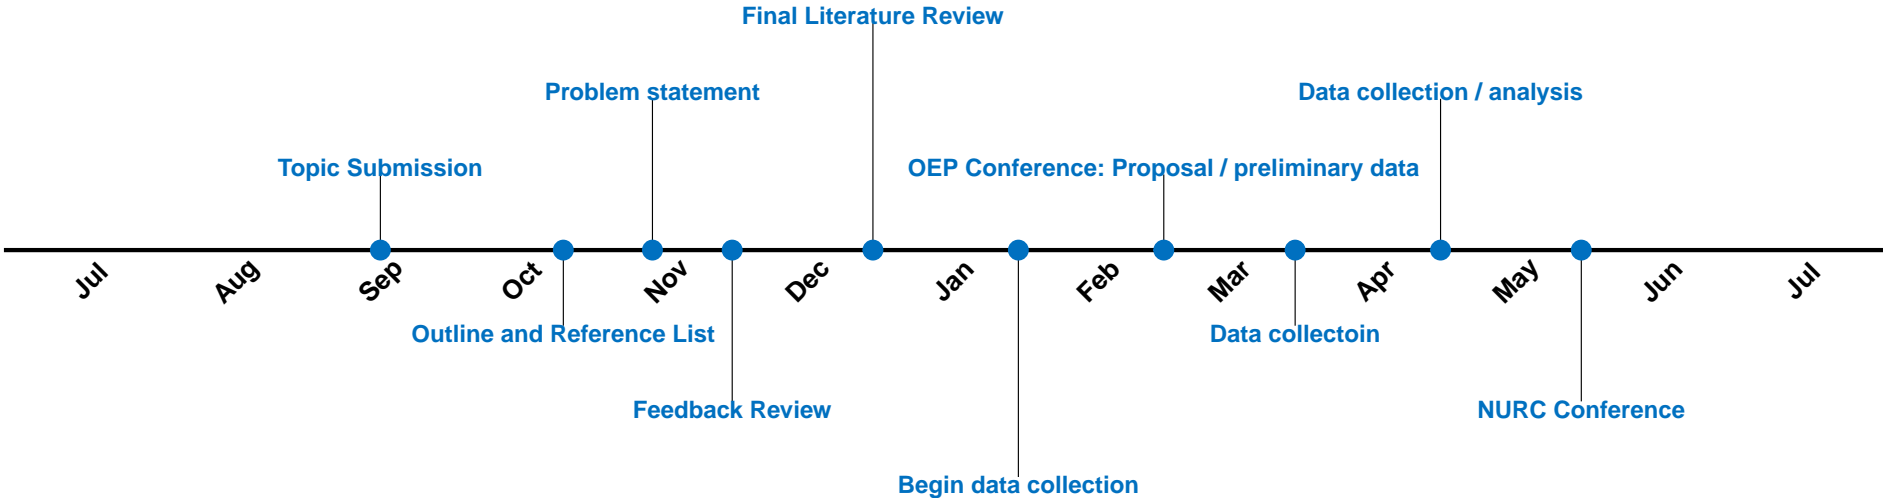 Final Literature Review
Problem statement
Data collection / analysis
Topic Submission
OEP Conference: Proposal / preliminary data
Jul
Aug
Sep
Oct
Nov
Dec
Jan
Feb
Mar
Apr
May
Jun
Jul
Outline and Reference List
Data collectoin
Feedback Review
NURC Conference
Begin data collection